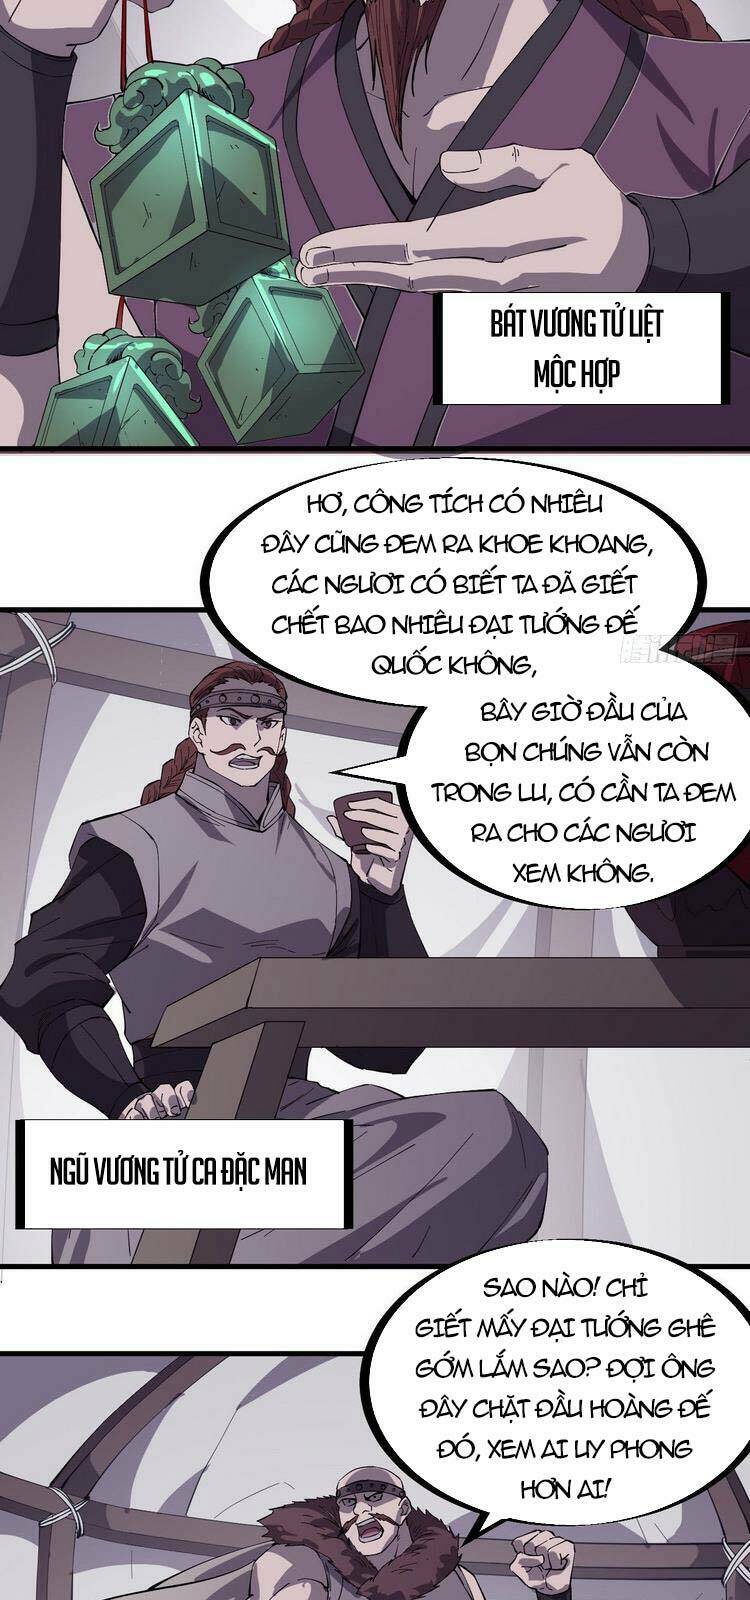 BÁT VƯƠNG TỬ LIỆT
MỘC HỢP
HƠ, CÔNG TÍCH CÓ NHIÊU
ĐÂY CŨNG ĐEM RA KHOE KHOANG,
CÁC NGƯƠI CÓ BIẾT TA ĐÃ GIẾT
CHẾT BAO NHIÊU ĐẠI TƯỚNG ĐẾ
QUỐC KHÔNG,
BÂY GIỜ ĐẦU CỦA
BỌN CHÚNG VẪN CÒN
TRONG LU, CÓ CẦN TA ĐEM
RA CHO CÁC NGƯƠI
XEM KHÔNG.
NGŨ VƯƠNG TỬ CA ĐẶC MAN
SAO NÀO! CHỈ
GIẾT MẤY ĐẠI TƯỚNG GHÊ
GỚM LẮM SAO? ĐỢI ÔNG
ĐÂY CHẶT ĐẦU HOÀNG ĐẾ
ĐÓ, XEM AI UY PHONG
HƠN AI!